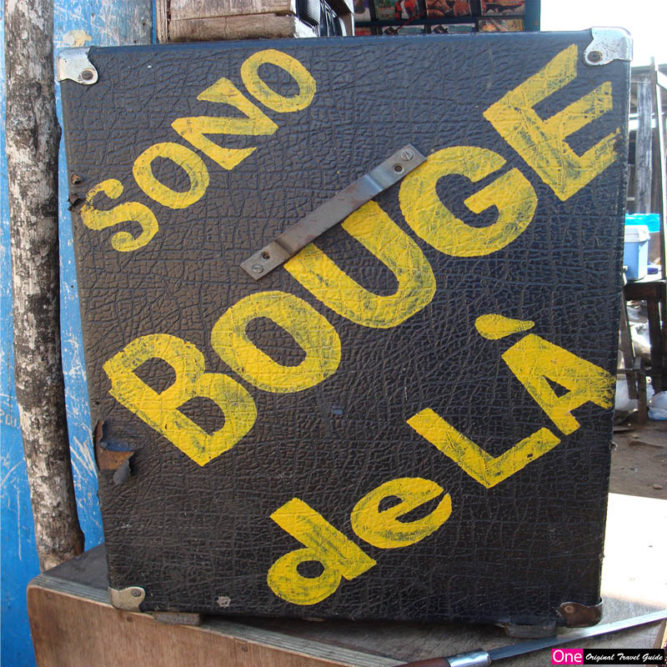 SONO
BOUGE
de LÀ
One Original Travel Guide